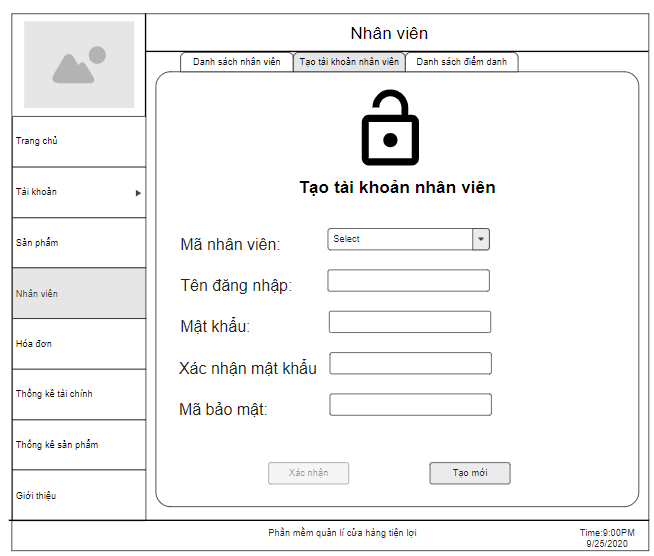 Nhân viên
Danh sách nhân viên
Tạo tài khoản nhân viên
Danh sách điểm danh
Trang chủ
Tài khoản
Sản phẩm
Nhân viên
Hóa đơn
Thống kê tài chính
Thống kê sản phẩm
Giới thiệu
Tạo tài khoản nhân viên
Mã nhân viên:
Select
Tên đăng nhập:
Mật khẩu:
Xác nhận mật khẩu
Mã bảo mật:
Xác nhận
Tạo mới
Phần mềm quản lí cửa hàng tiện lợi
Time:9:00PM
9/25/2020